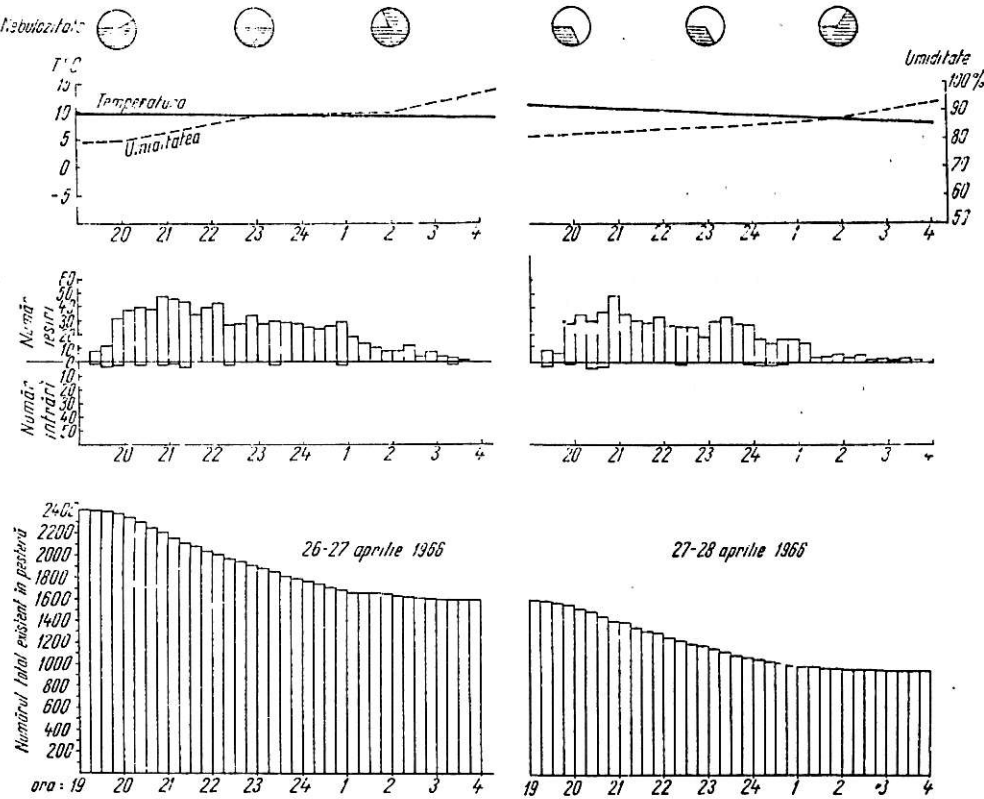 Nebulozitate
T°C
Umiditate
15
10
5
0
-5
Temperatura
Umiditatea
100%
90
80
70
60
50
20 21 22 23 24 1 2 3 4
20 21 22 23 24 1 2 3 4
Număr ieșiri
60
50
40
30
20
10
0
Număr intrări
10
20
30
40
50
20 21 22 23 24 1 2 3 4
20 21 22 23 24 1 2 3 4
Numărul total existent în peșteră
2400
2200
2000
1800
1600
1400
1200
1000
800
600
400
200
26-27 aprilie 1966
27-28 aprilie 1966
ora: 19 20 21 22 23 24 1 2 3 4
19 20 21 22 23 24 1 2 3 4